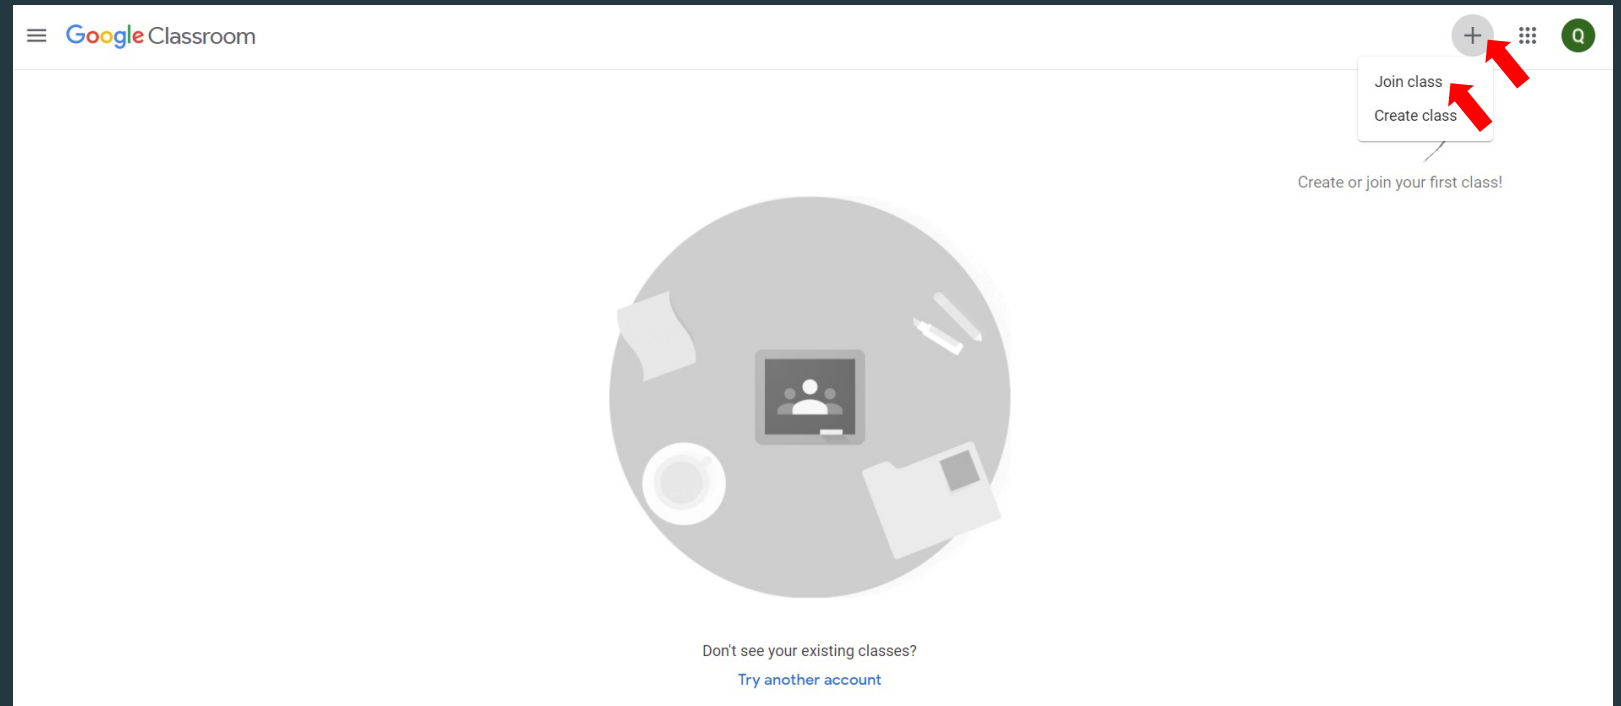 Google Classroom
Q
Join class
Create class
Create or join your first class!
Don't see your existing classes?
Try another account